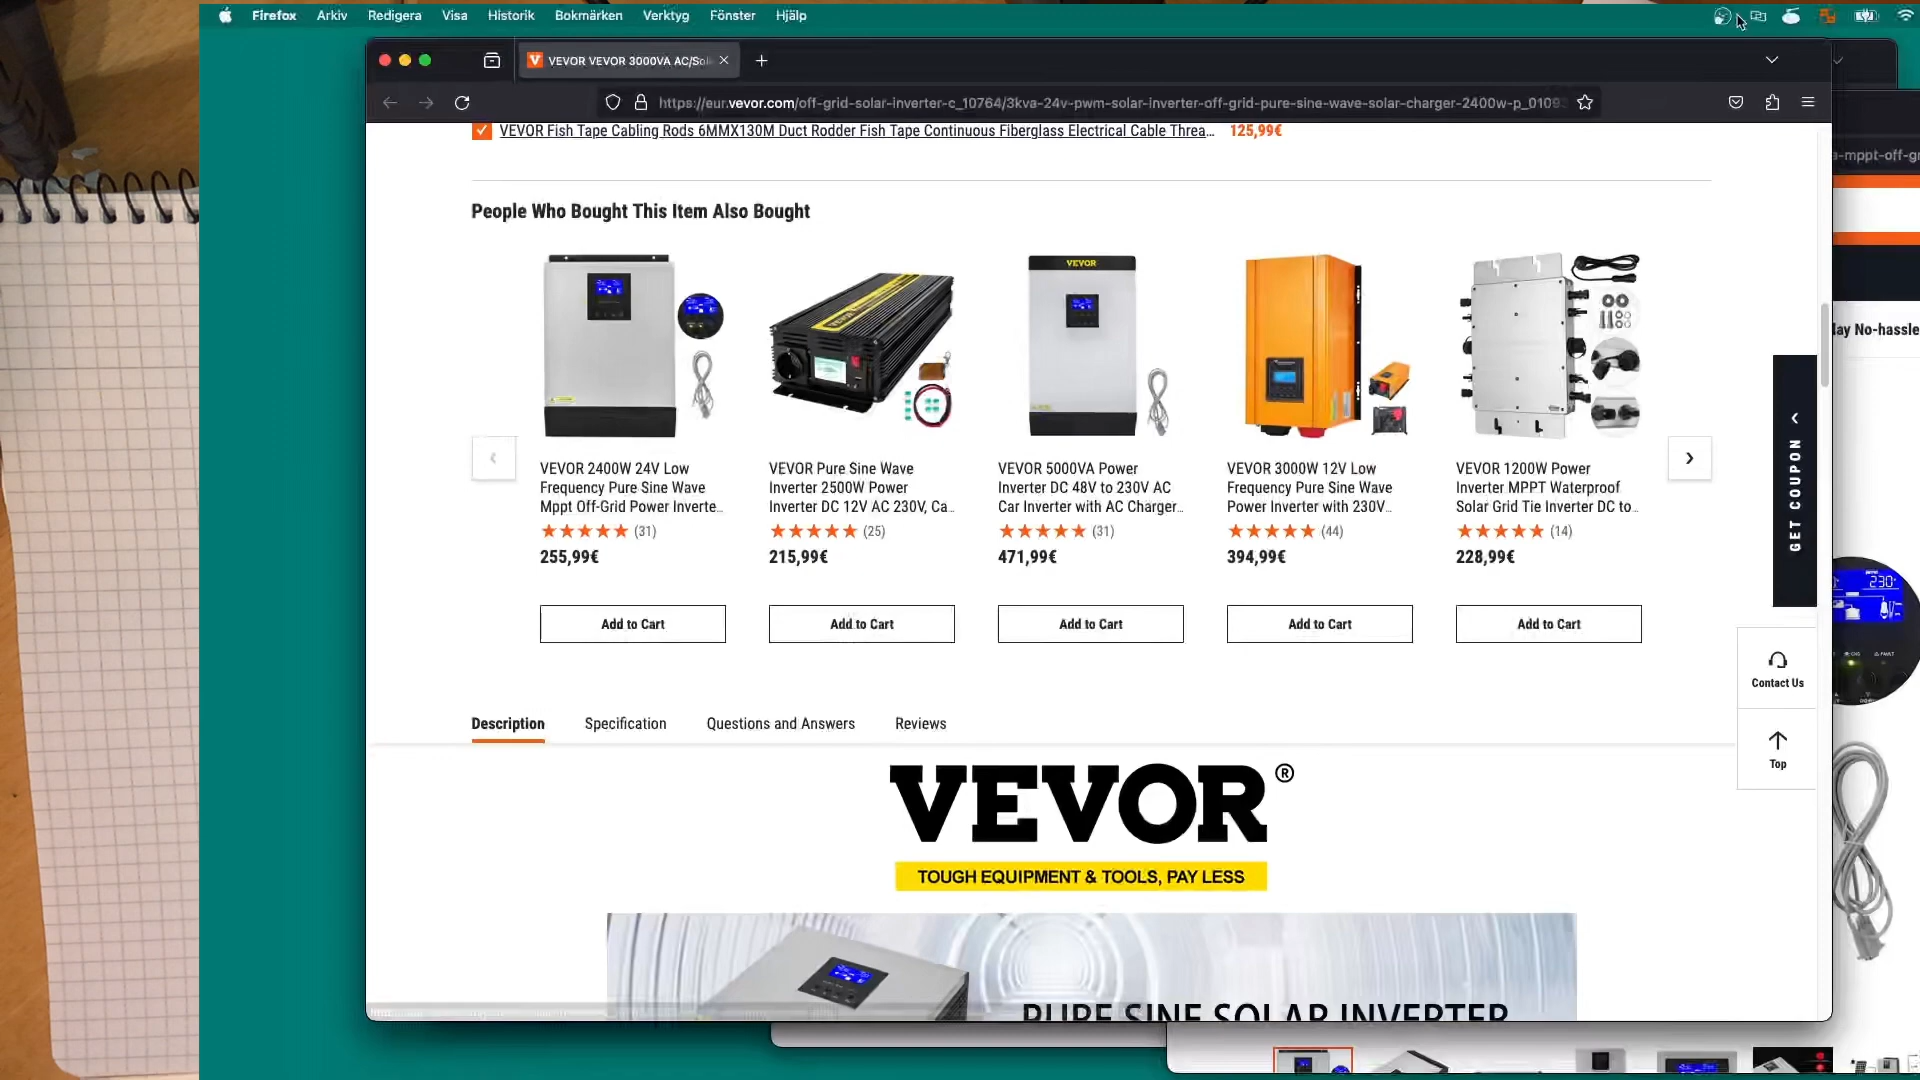 Firefox Arkiv Redigera Visa Historik Bokmärken Verktyg Fönster Hjälp
VEVOR VEVOR 3000VA AC/Sol
https://eur.vevor.com/off-grid-solar-inverter-c_10764/3kva-24v-pwm-solar-inverter-off-grid-pure-sine-wave-solar-charger-2400w-p_0109
a-mppt-off-gr
VEVOR Fish Tape Cabling Rods 6MMX130M Duct Rodder Fish Tape Continuous Fiberglass Electrical Cable Threa... 125,99€
People Who Bought This Item Also Bought
lay No-hassle
VEVOR
VEVOR 2400W 24V Low
Frequency Pure Sine Wave
Mppt Off-Grid Power Inverte...
(31)
255,99€
Add to Cart
VEVOR Pure Sine Wave
Inverter 2500W Power
Inverter DC 12V AC 230V, Ca...
(25)
215,99€
Add to Cart
VEVOR 5000VA Power
Inverter DC 48V to 230V AC
Car Inverter with AC Charger...
(31)
471,99€
Add to Cart
VEVOR 3000W 12V Low
Frequency Pure Sine Wave
Power Inverter with 230V...
(44)
394,99€
Add to Cart
VEVOR 1200W Power
Inverter MPPT Waterproof
Solar Grid Tie Inverter DC to...
(14)
228,99€
Add to Cart
GET COUPON
230
Contact Us
Top
Description Specification Questions and Answers Reviews
VEVOR®
TOUGH EQUIPMENT & TOOLS, PAY LESS
PURE SINE SOLAR INVERTER